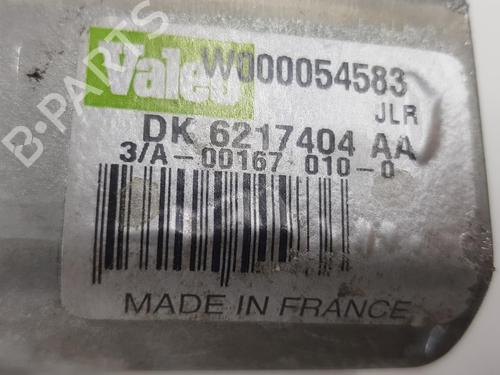 Valeo W000054583
JLR
DK 6217404 AA
3/A-00167 010-0
MADE IN FRANCE
B-PARTS